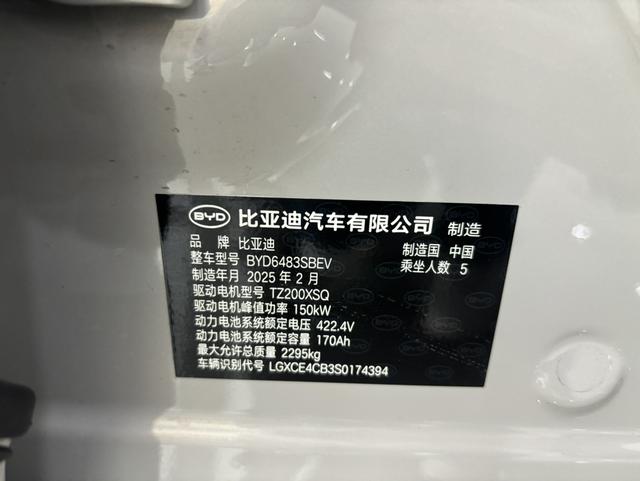 BYD 比亚迪汽车有限公司 制造
品 牌 比亚迪
制造国 中国
整车型号 BYD6483SBEV
乘坐人数 5
制造年月 2025 年 2 月
驱动电机型号 TZ200XSQ
驱动电机峰值功率 150kW
动力电池系统额定电压 422.4V
动力电池系统额定容量 170Ah
最大允许总质量 2295kg
车辆识别代号 LGXCE4CB3S0174394